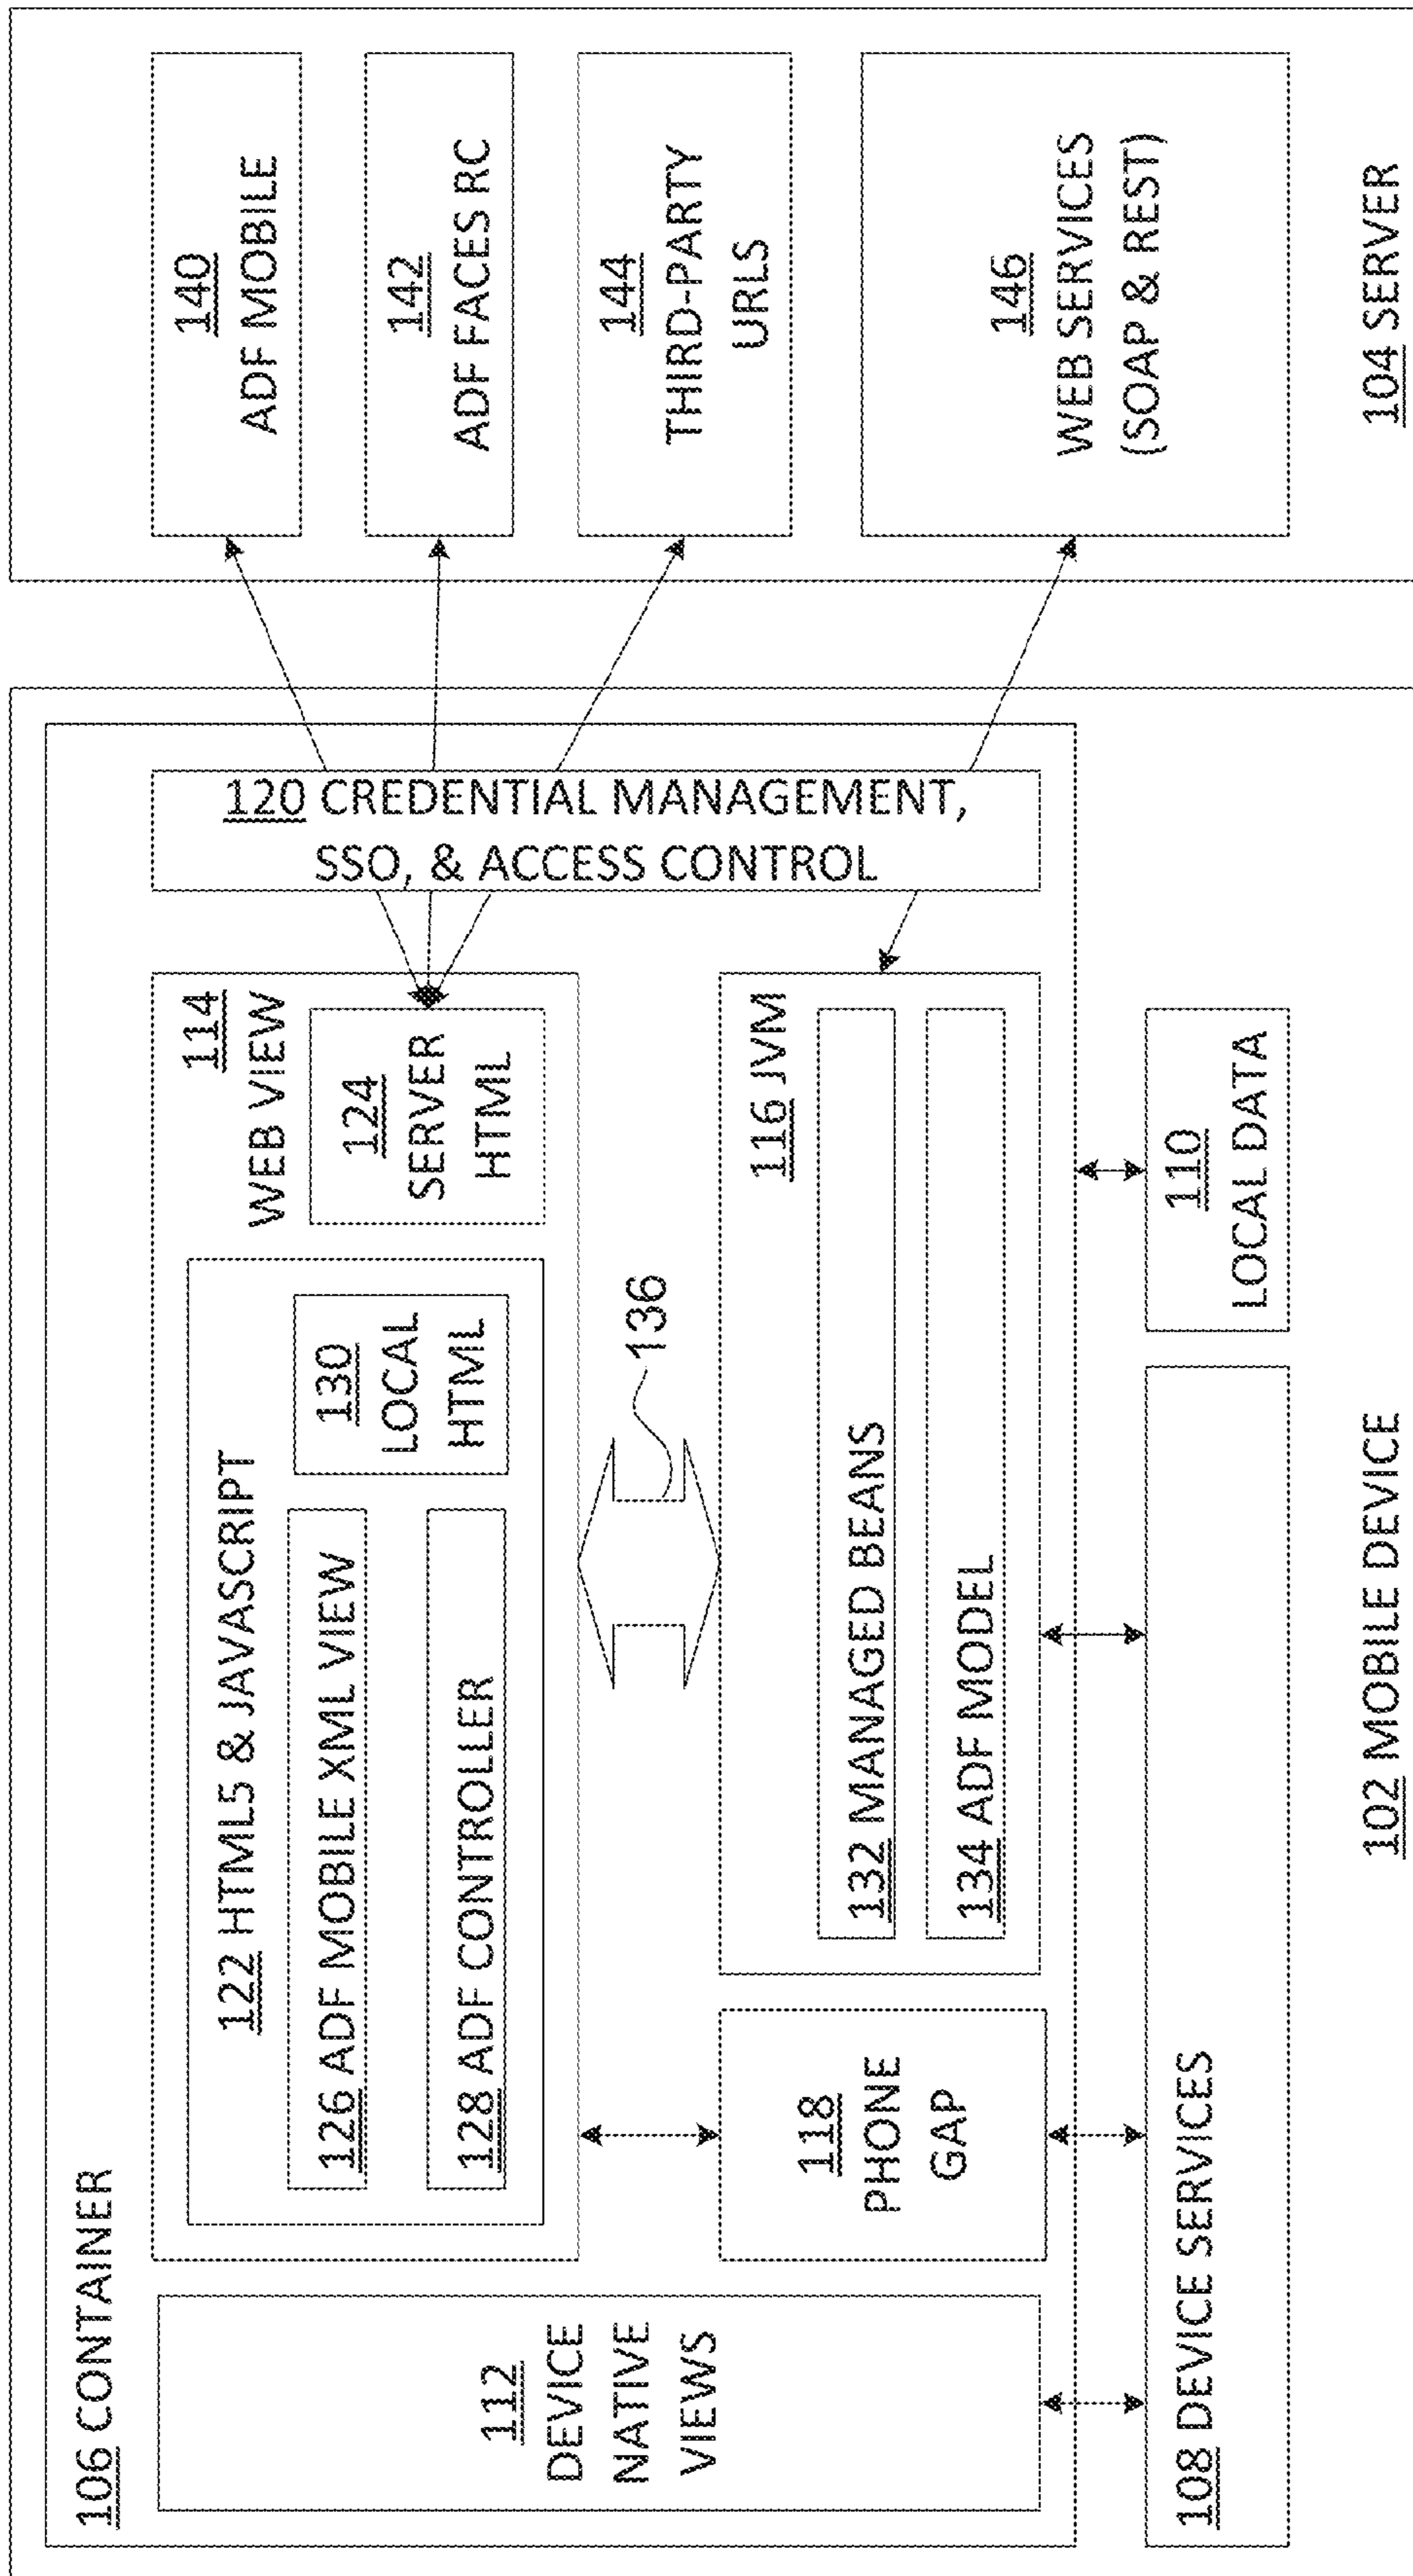 106 CONTAINER
112
DEVICE
NATIVE
VIEWS
114
WEB VIEW
122 HTML5 & JAVASCRIPT
126 ADF MOBILE XML VIEW
128 ADF CONTROLLER
130
LOCAL
HTML
124
SERVER
HTML
136
118
PHONE
GAP
116 JVM
132 MANAGED BEANS
134 ADF MODEL
120 CREDENTIAL MANAGEMENT,
SSO, & ACCESS CONTROL
108 DEVICE SERVICES
110
LOCAL DATA
102 MOBILE DEVICE
140
ADF MOBILE
142
ADF FACES RC
144
THIRD-PARTY
URLS
146
WEB SERVICES
(SOAP & REST)
104 SERVER